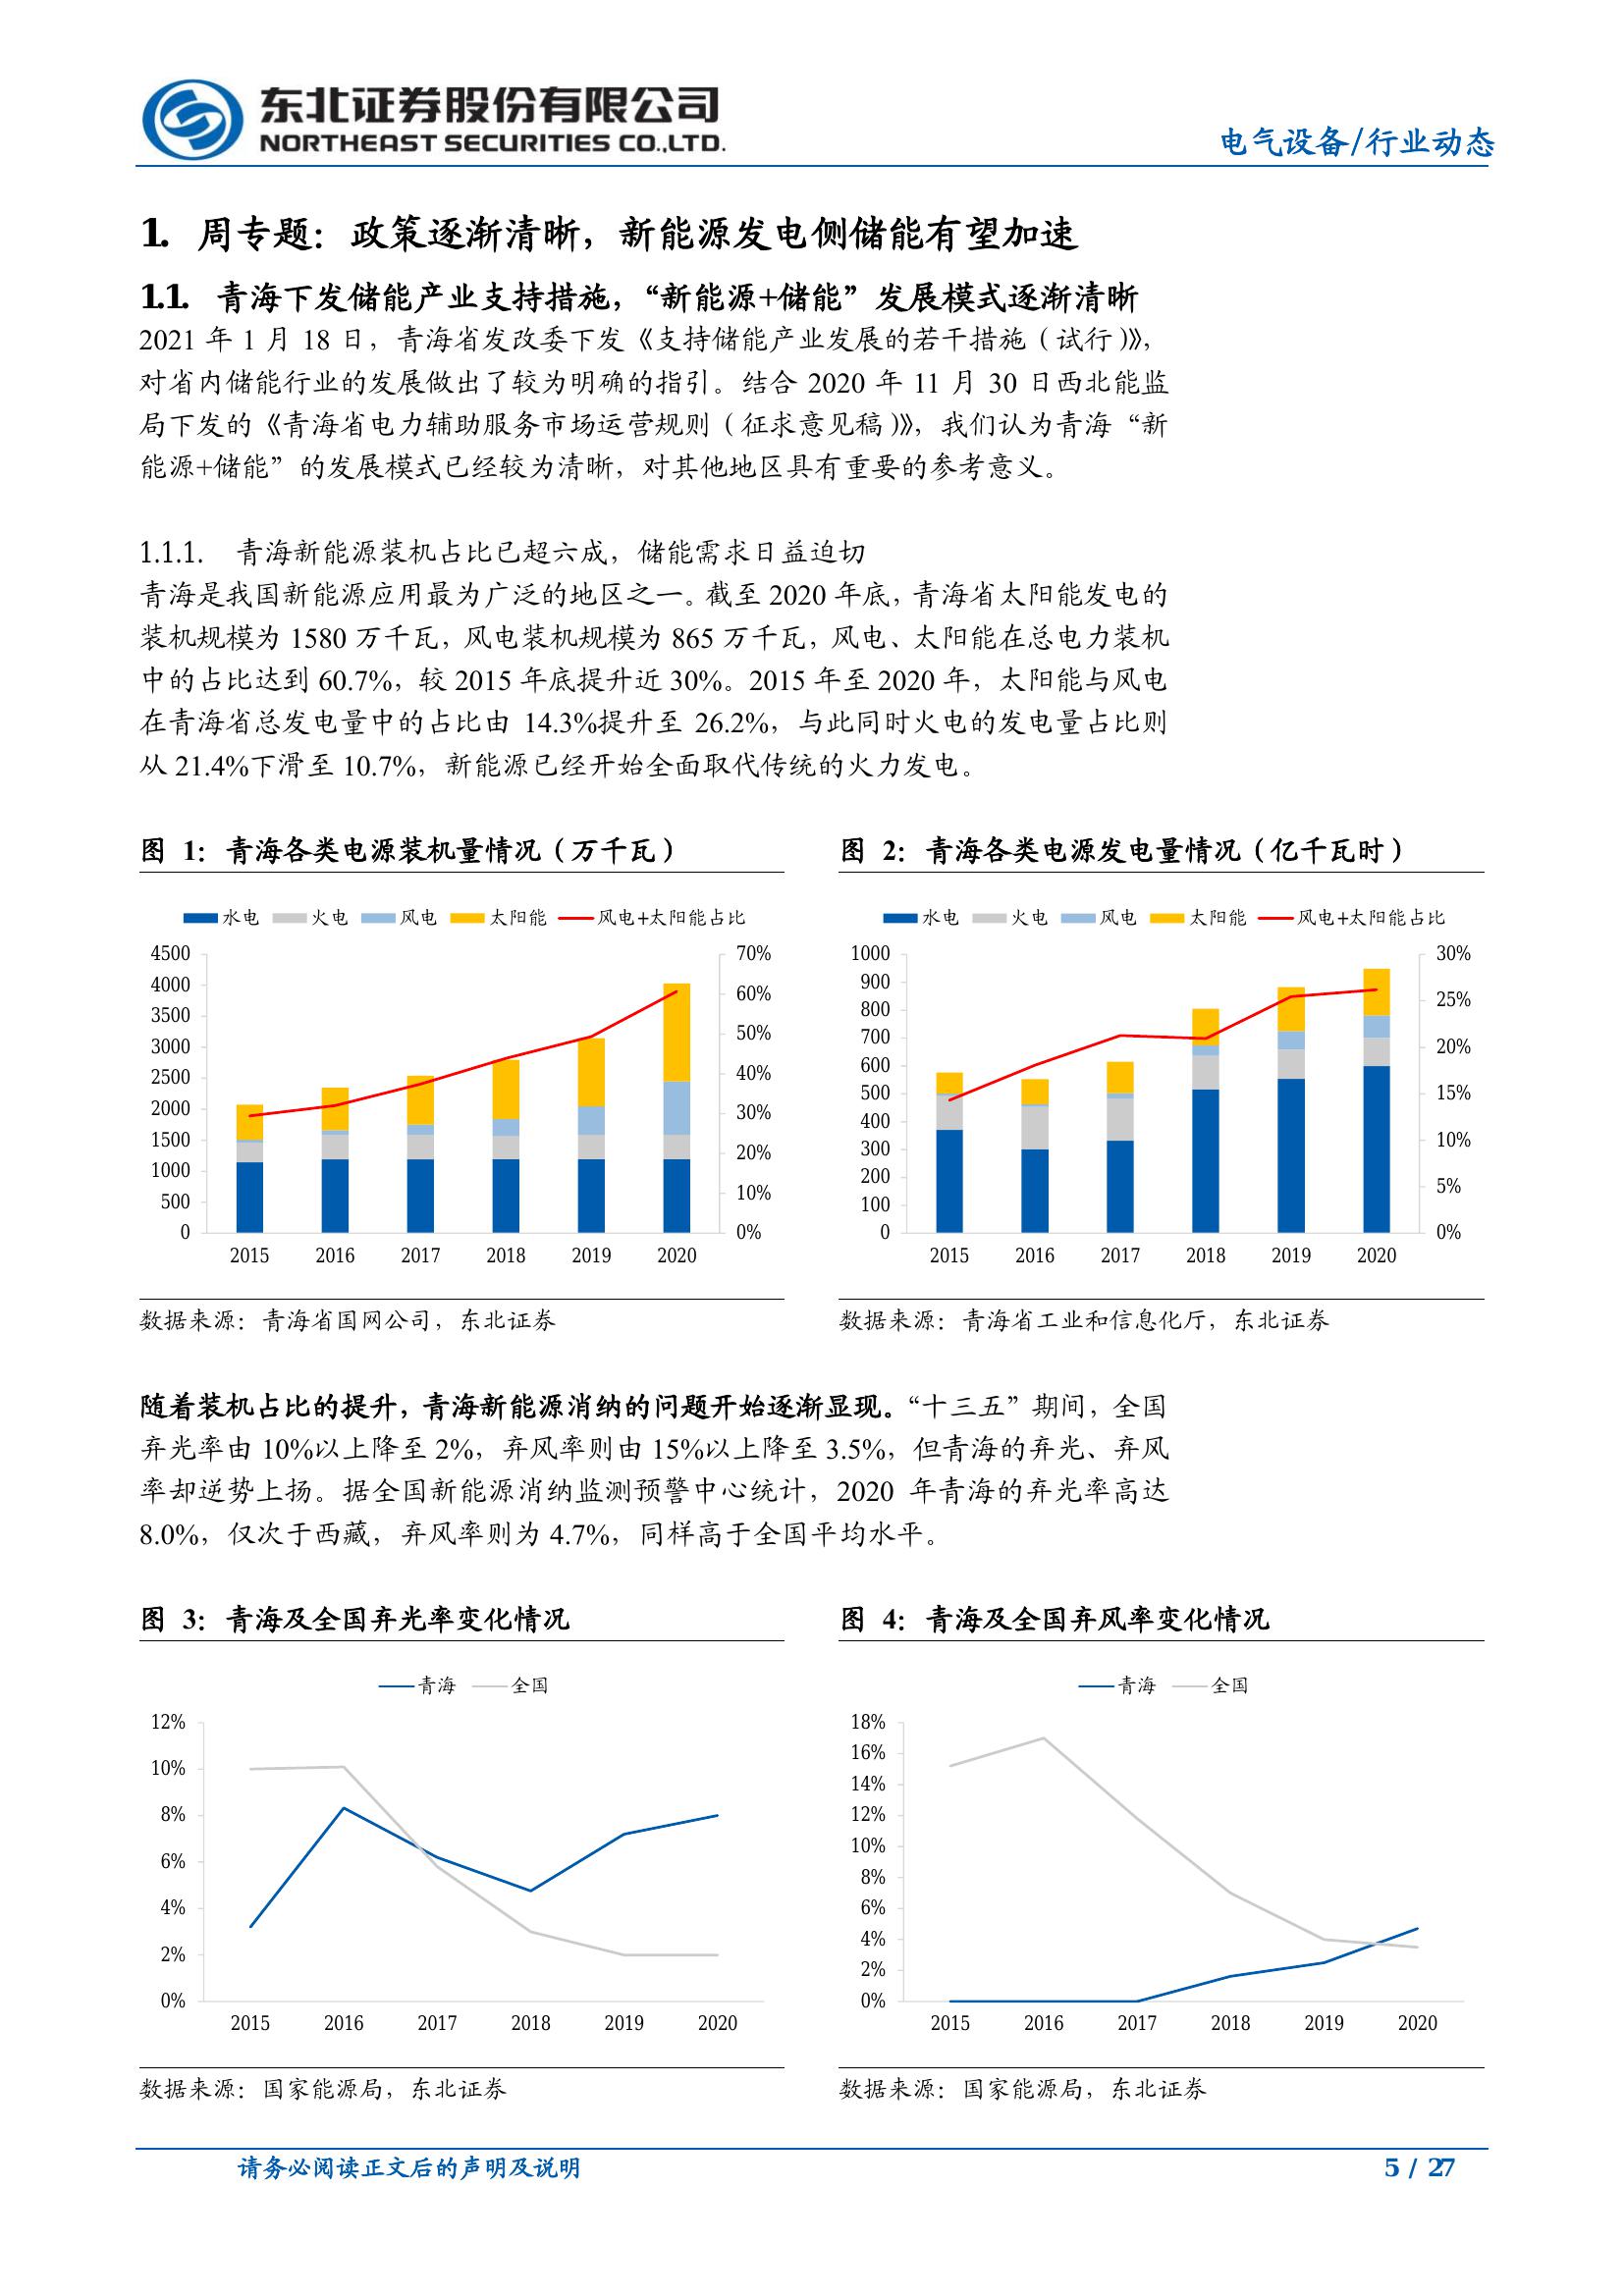 东北证券股份有限公司
NORTHEAST SECURITIES CO.,LTD.
电气设备/行业动态
1. 周专题：政策逐渐清晰，新能源发电侧储能有望加速
1.1. 青海下发储能产业支持措施，“新能源+储能”发展模式逐渐清晰
2021 年 1 月 18 日，青海省发改委下发《支持储能产业发展的若干措施（试行）》，
对省内储能行业的发展做出了较为明确的指引。结合 2020 年 11 月 30 日西北能监
局下发的《青海省电力辅助服务市场运营规则（征求意见稿）》，我们认为青海“新
能源+储能”的发展模式已经较为清晰，对其他地区具有重要的参考意义。
1.1.1. 青海新能源装机占比已超六成，储能需求日益迫切
青海是我国新能源应用最为广泛的地区之一。截至 2020 年底，青海省太阳能发电的
装机规模为 1580 万千瓦，风电装机规模为 865 万千瓦，风电、太阳能在总电力装机
中的占比达到 60.7%，较 2015 年底提升近 30%。2015 年至 2020 年，太阳能与风电
在青海省总发电量中的占比由 14.3%提升至 26.2%，与此同时火电的发电量占比则
从 21.4%下滑至 10.7%，新能源已经开始全面取代传统的火力发电。
图 1：青海各类电源装机量情况（万千瓦）
水电 火电 风电 太阳能 风电+太阳能占比
4500 70%
4000 60%
3500 50%
3000 40%
2500 30%
2000 20%
1500 10%
1000 0%
500
0
2015 2016 2017 2018 2019 2020
数据来源：青海省国网公司，东北证券
图 2：青海各类电源发电量情况（亿千瓦时）
水电 火电 风电 太阳能 风电+太阳能占比
1000 30%
900 25%
800 20%
700 15%
600 10%
500 5%
400 0%
300
200
100
0
2015 2016 2017 2018 2019 2020
数据来源：青海省工业和信息化厅，东北证券
随着装机占比的提升，青海新能源消纳的问题开始逐渐显现。“十三五”期间，全国
弃光率由 10%以上降至 2%，弃风率则由 15%以上降至 3.5%，但青海的弃光、弃风
率却逆势上扬。据全国新能源消纳监测预警中心统计，2020 年青海的弃光率高达
8.0%，仅次于西藏，弃风率则为 4.7%，同样高于全国平均水平。
图 3：青海及全国弃光率变化情况
青海 全国
12%
10%
8%
6%
4%
2%
0%
2015 2016 2017 2018 2019 2020
数据来源：国家能源局，东北证券
图 4：青海及全国弃风率变化情况
青海 全国
18%
16%
14%
12%
10%
8%
6%
4%
2%
0%
2015 2016 2017 2018 2019 2020
数据来源：国家能源局，东北证券
请务必阅读正文后的声明及说明
5 / 27